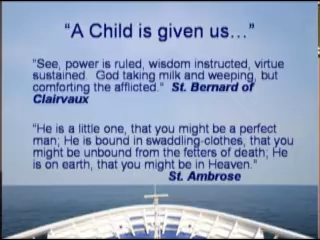 “A Child is given us…”
“See, power is ruled, wisdom instructed, virtue
sustained.  God taking milk and weeping, but
comforting the afflicted.”  St. Bernard of
Clairvaux
“He is a little one, that you might be a perfect
man; He is bound in swaddling-clothes, that you
might be unbound from the fetters of death; He
is on earth, that you might be in Heaven.”
St. Ambrose